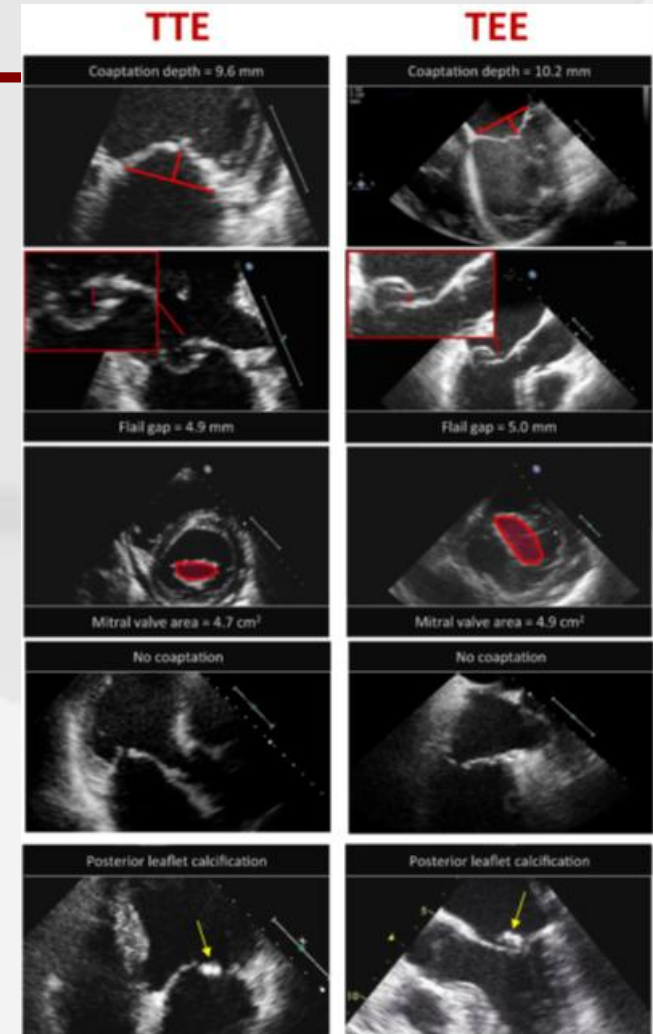 TTE
TEE
Coaptation depth = 9.6 mm
Coaptation depth = 10.2 mm
Flail gap = 4.9 mm
Flail gap = 5.0 mm
Mitral valve area = 4.7 cm²
Mitral valve area = 4.9 cm²
No coaptation
No coaptation
Posterior leaflet calcification
Posterior leaflet calcification
5
10